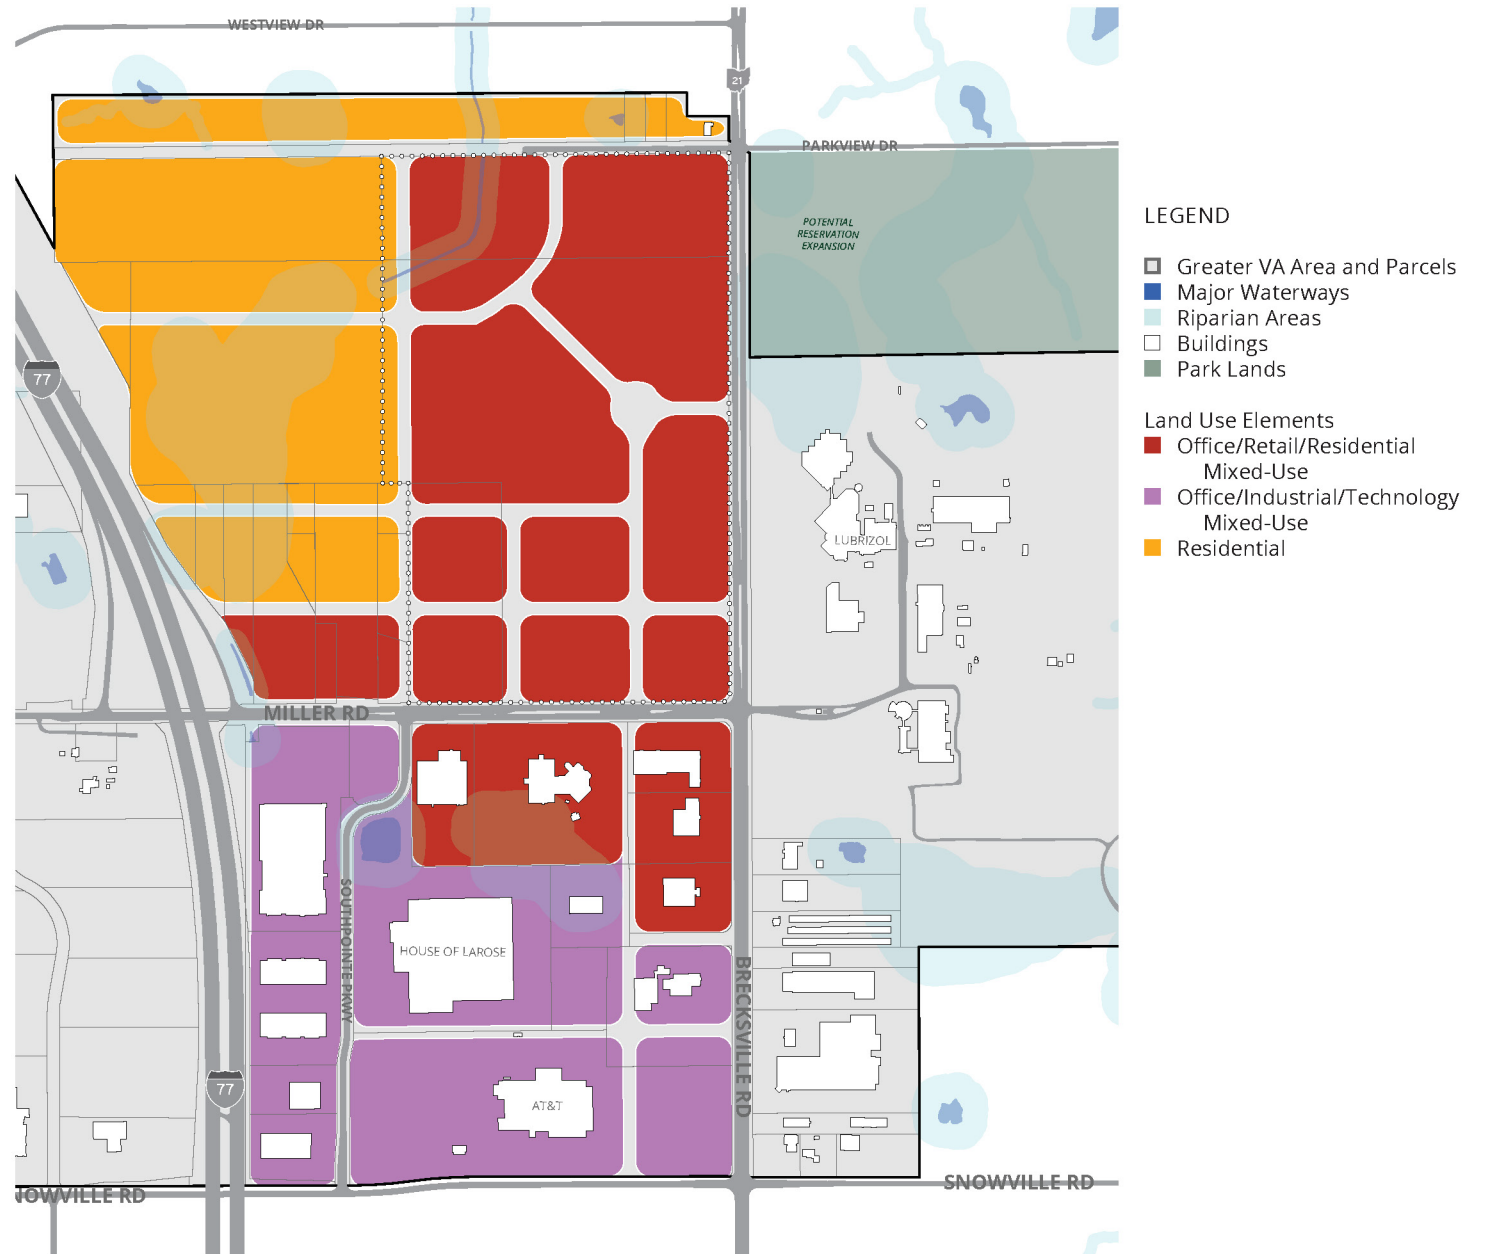 WESTVIEW DR
21
PARKVIEW DR
POTENTIAL
RESERVATION
EXPANSION
LEGEND
Greater VA Area and Parcels
Major Waterways
Riparian Areas
Buildings
Park Lands
Land Use Elements
Office/Retail/Residential
Mixed-Use
Office/Industrial/Technology
Mixed-Use
Residential
77
LUBRIZOL
MILLER RD
SOUTHPOINTE PKWY
HOUSE OF LAROSE
BRECKSVILLE RD
77
AT&T
NOWVILLE RD
SNOWVILLE RD